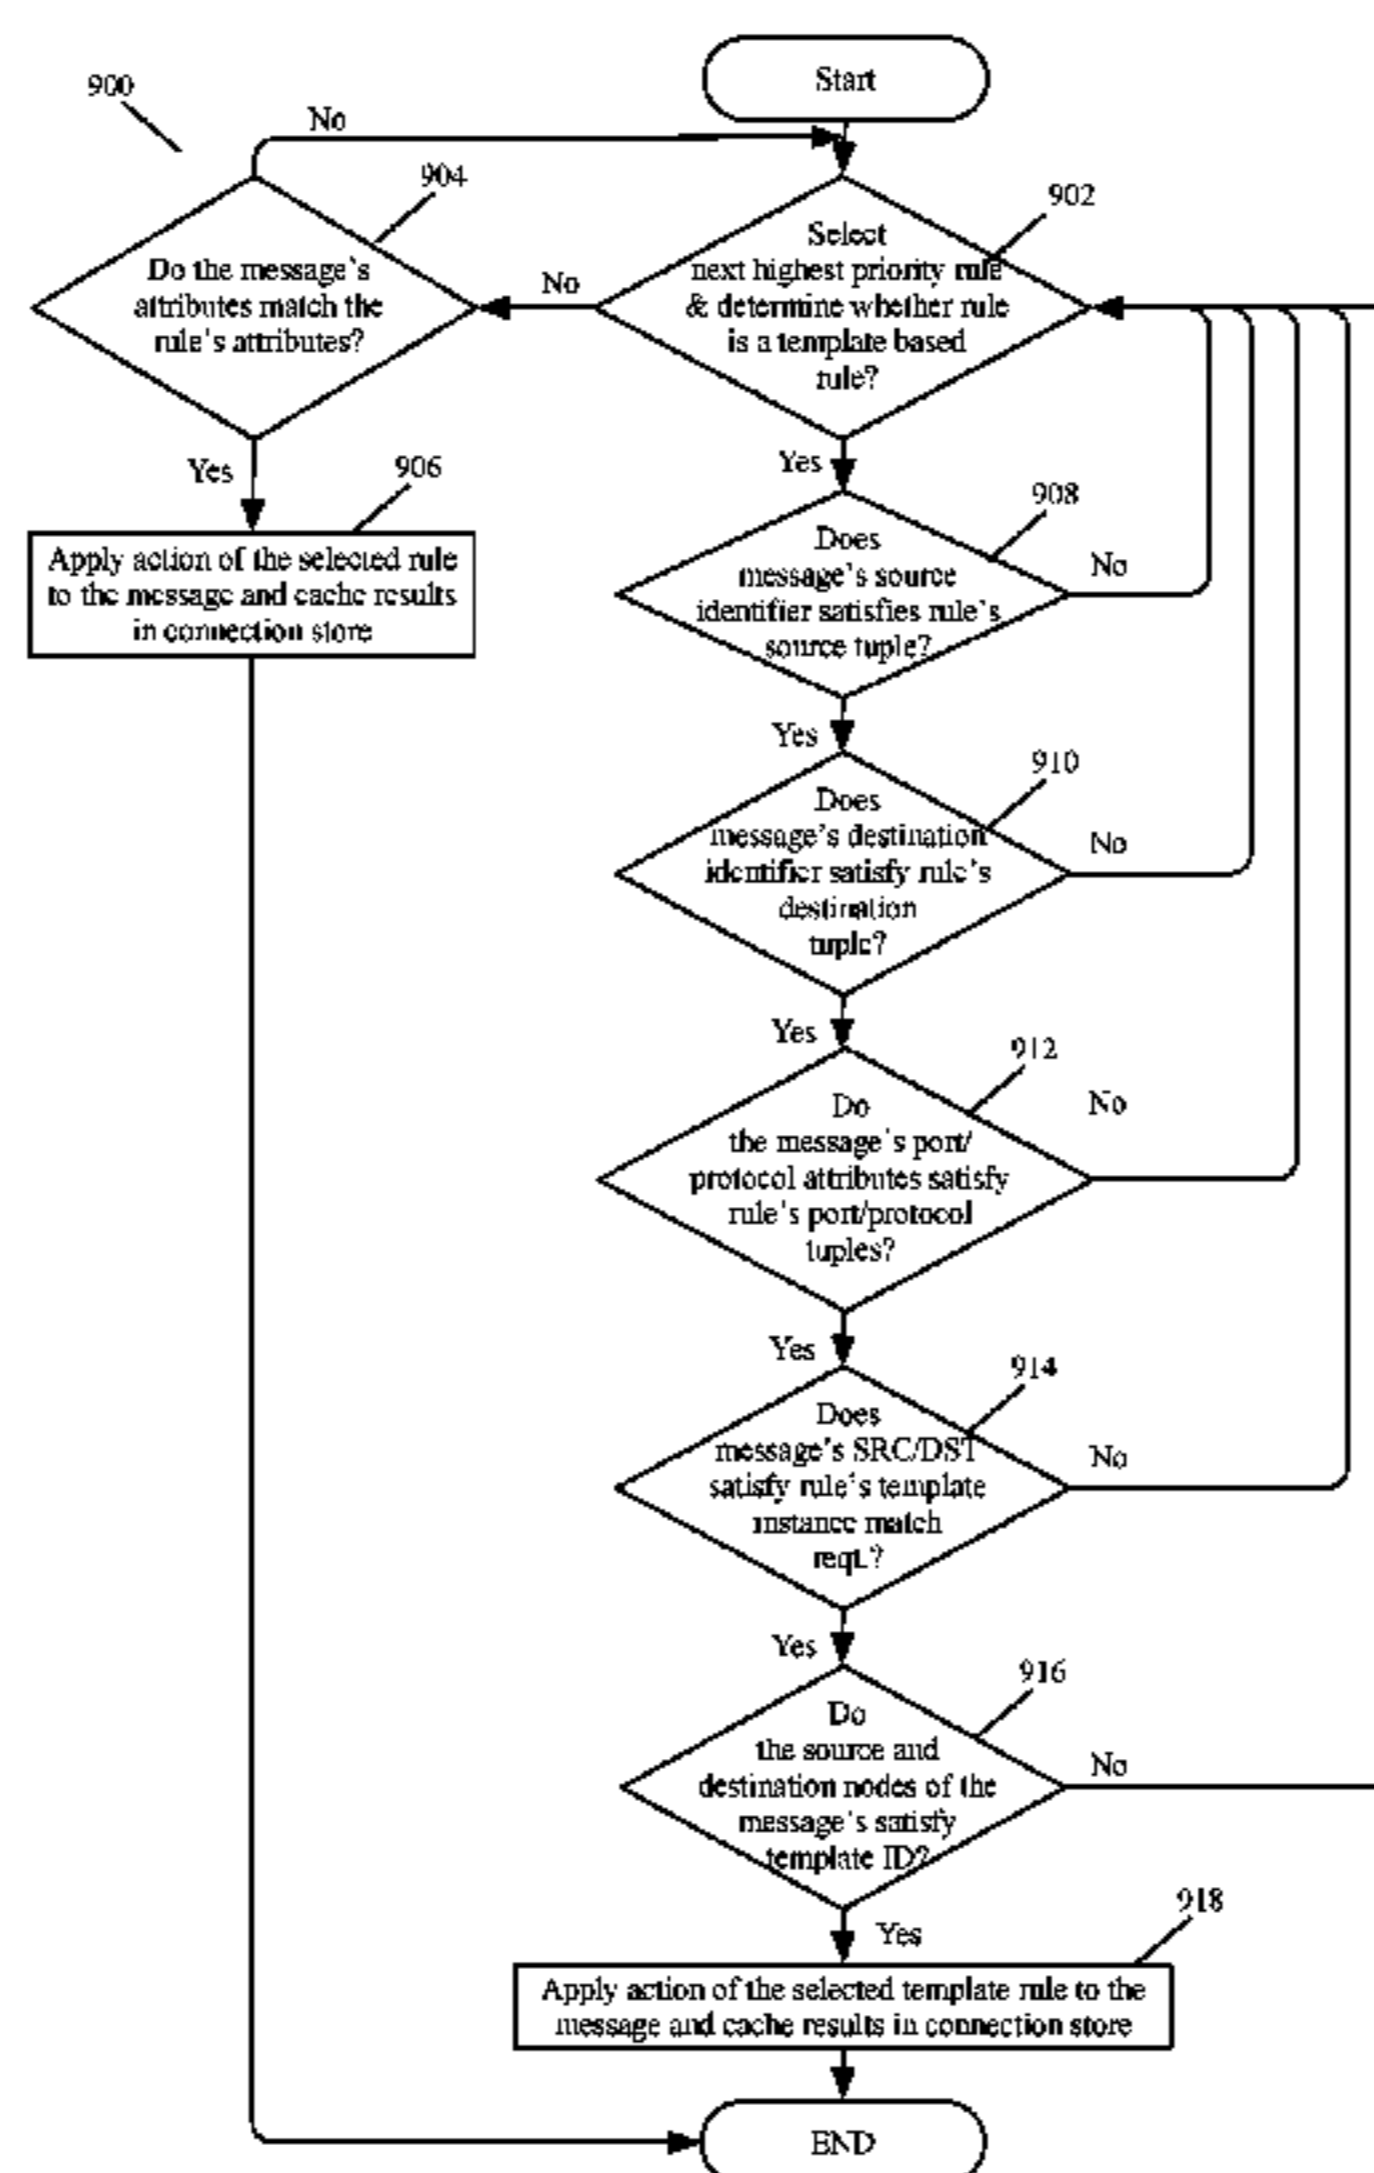 Start
900
No
904
902
Do the message's
attributes match the
rule's attributes?
No
Select
next highest priority rule
& determine whether rule
is a template based
rule?
Yes
906
Apply action of the selected rule
to the message and cache results
in connection store
Yes
908
Does
message's source
identifier satisfies rule's
source tuple?
No
Yes
910
Does
message's destination
identifier satisfy rule's
destination
tuple?
No
Yes
912
Do
the message's port/
protocol attributes satisfy
rule's port/protocol
tuples?
No
Yes
914
Does
message's SRC/DST
satisfy rule's template
instance match
reqt.?
No
Yes
916
Do
the source and
destination nodes of the
message's satisfy
template ID?
No
Yes
918
Apply action of the selected template rule to the
message and cache results in connection store
END